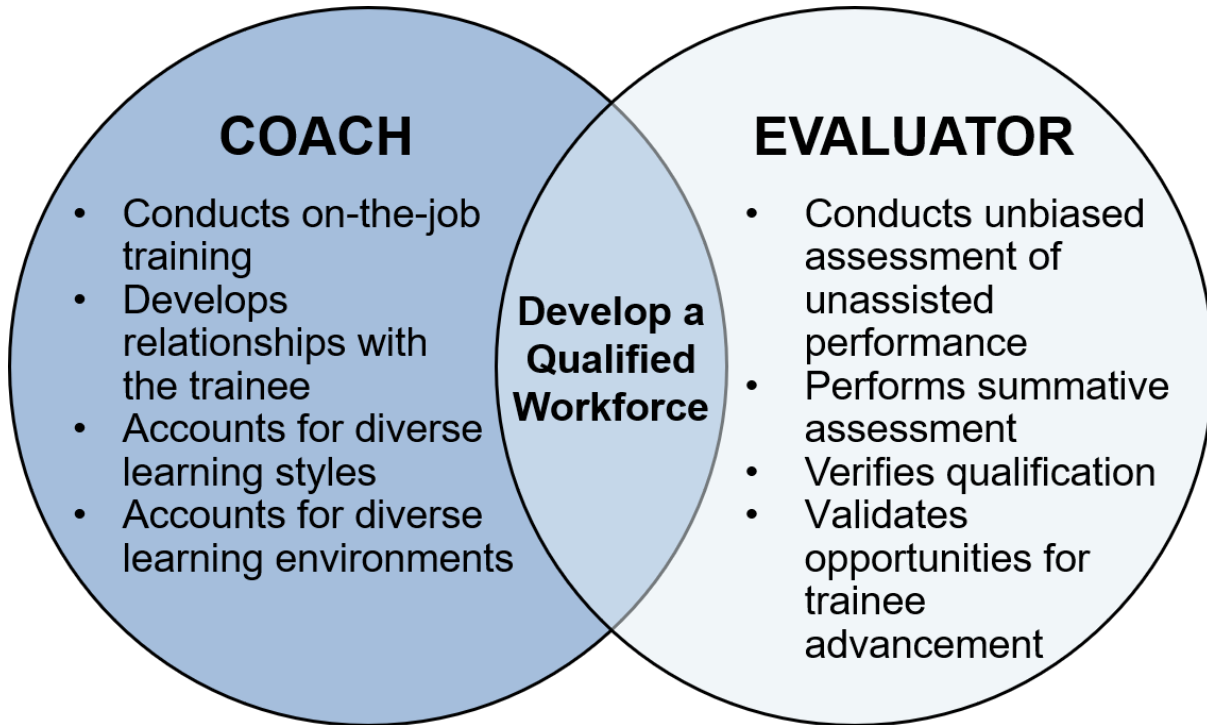 COACH
• Conducts on-the-job
training
• Develops
relationships with
the trainee
• Accounts for diverse
learning styles
• Accounts for diverse
learning environments
Develop a
Qualified
Workforce
EVALUATOR
• Conducts unbiased
assessment of
unassisted
performance
• Performs summative
assessment
• Verifies qualification
• Validates
opportunities for
trainee
advancement